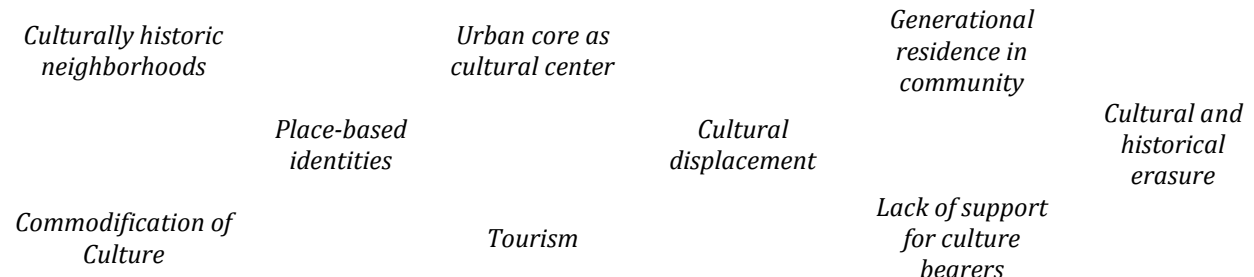 Culturally historic
neighborhoods
Urban core as
cultural center
Generational
residence in
community
Place-based
identities
Cultural
displacement
Cultural and
historical
erasure
Commodification of
Culture
Tourism
Lack of support
for culture
bearers